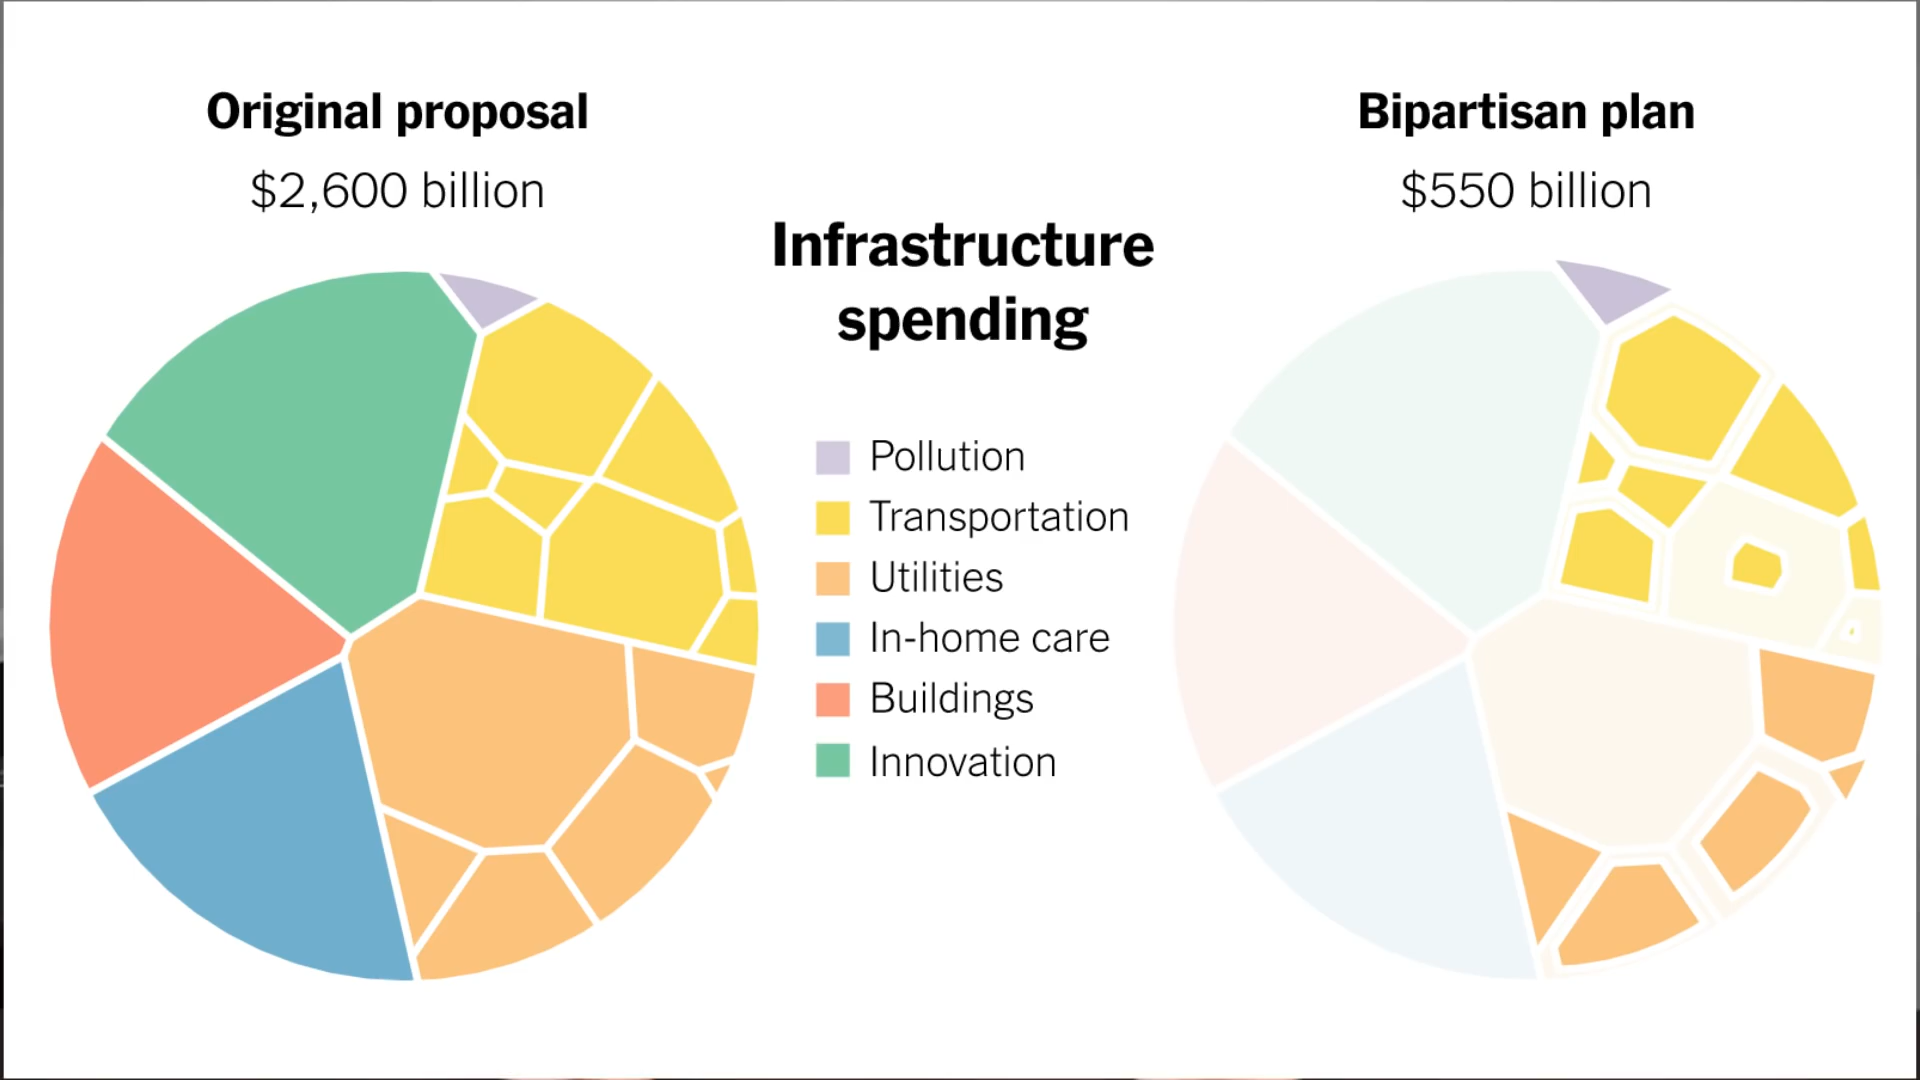 Original proposal
$2,600 billion
Infrastructure
spending
Pollution
Transportation
Utilities
In-home care
Buildings
Innovation
Bipartisan plan
$550 billion